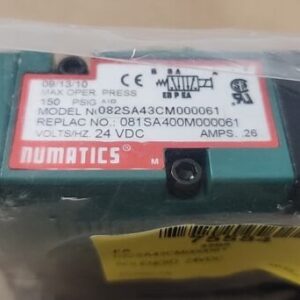 09/13/10
MAX OPER. PRESS
150 PSIG AIR
MODEL NO 082SA43CM000061
REPLAC NO.: 081SA400M000061
VOLTS/HZ. 24 VDC AMPS. .26
NUMATICS